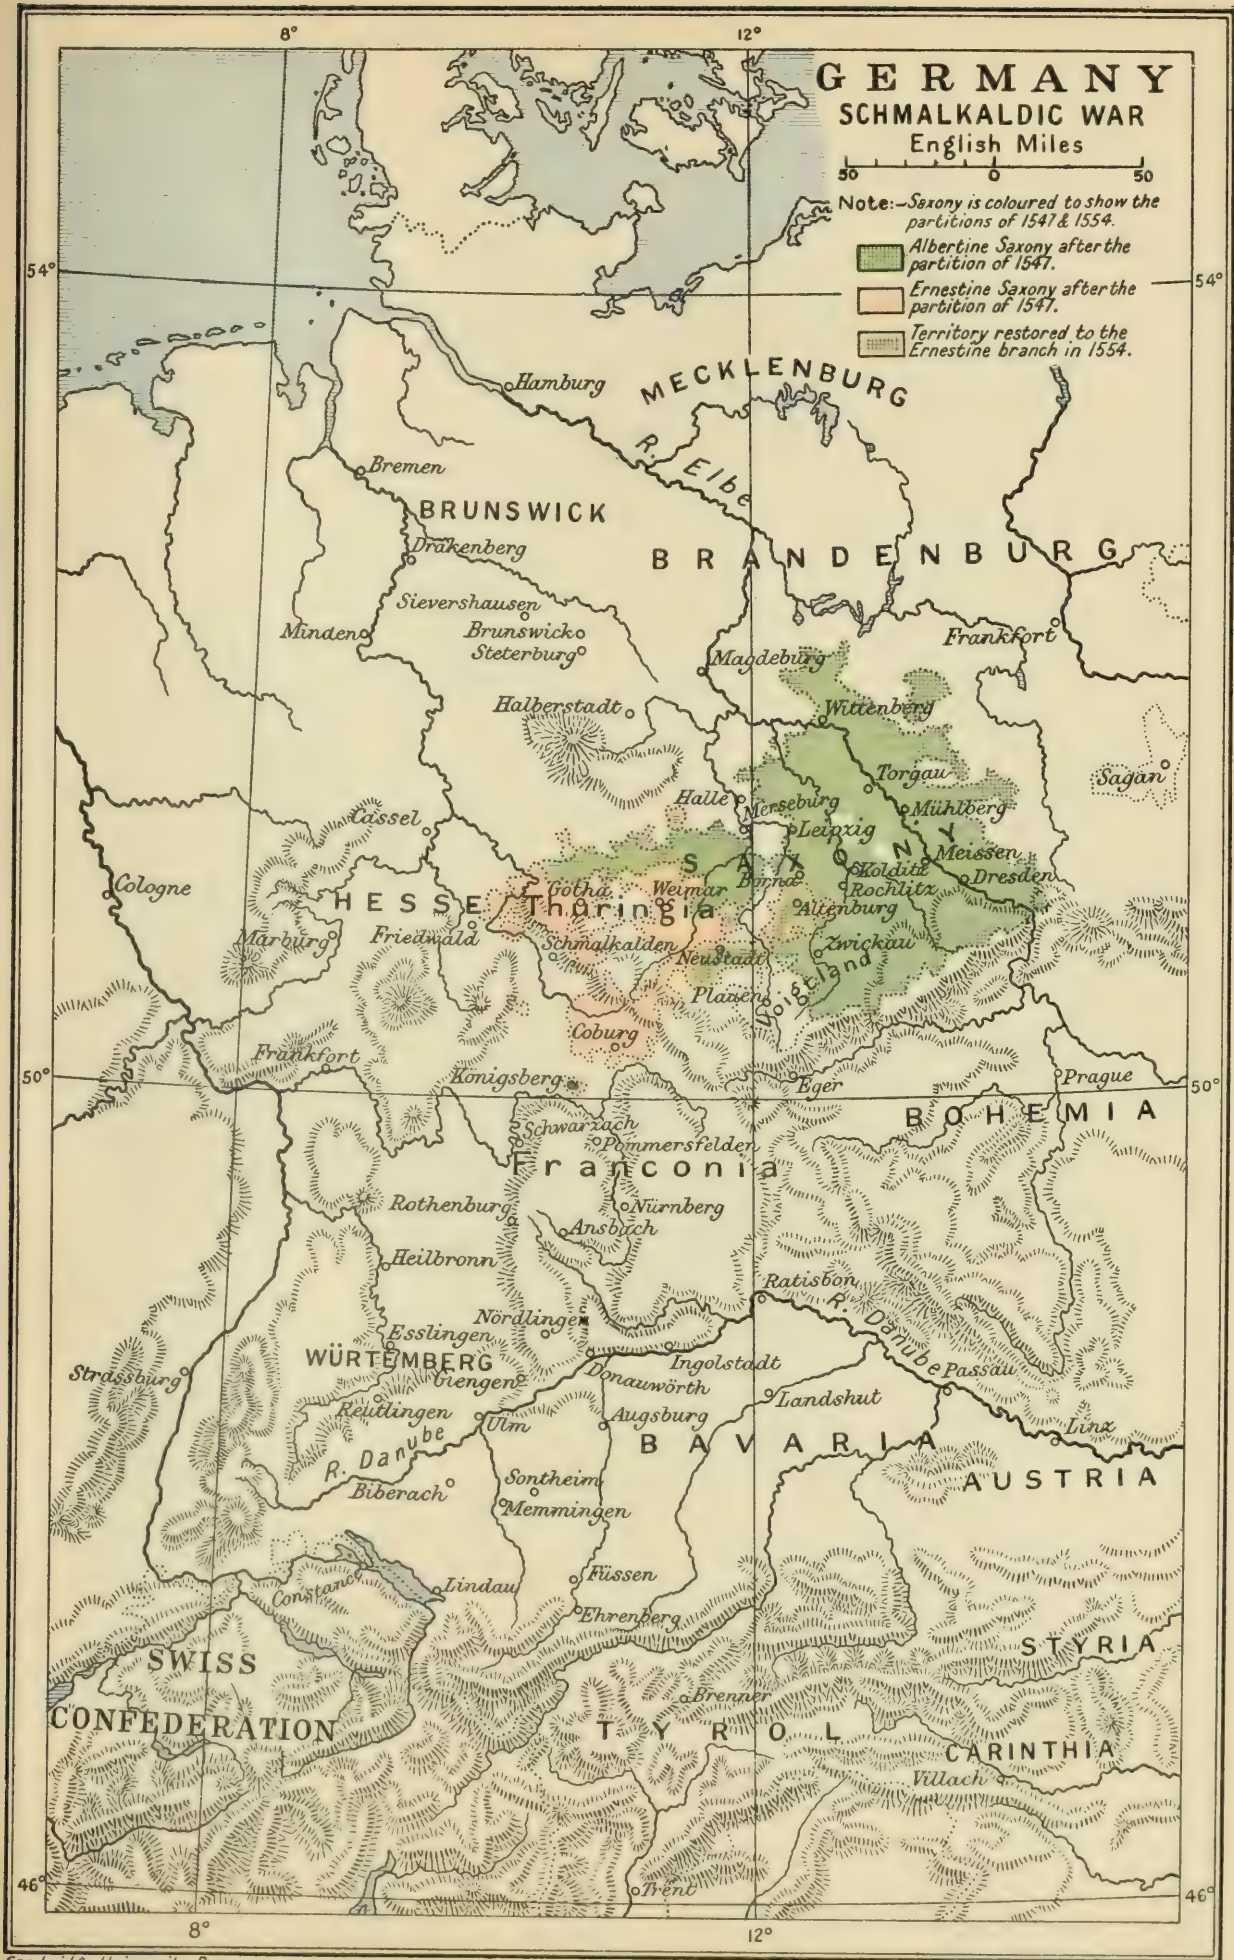 8°
12°
GERMANY
SCHMALKALDIC WAR
English Miles
50 0 50
Note:-Saxony is coloured to show the
partitions of 1547 & 1554.
Albertine Saxony after the
partition of 1547.
Ernestine Saxony after the
partition of 1547.
Territory restored to the
Ernestine branch in 1554.
54°
54°
MECKLENBURG
Hamburg
R. Elbe
Bremen
BRUNSWICK
Drakenberg
BRANDENBURG
Sievershausen
Minden
Brunswick
Steterburg
Frankfort
Magdeburg
Halberstadt
Wittenberg
Torgau
Sagan
Halle
Merseburg
Mühlberg
Cassel
Leipzig
SAXONY
Meissen
Cologne
Gotha
Weimar
Borna
Kolditz
Dresden
Rochlitz
HESSE
Thuringia
Altenburg
Marburg
Friedwald
Schmalkalden
Neustadt
Zwickau
Voigtland
Plauen
Coburg
Frankfort
Königsberg
Eger
Prague
50°
50°
BOHEMIA
Schwarzach
Pommersfelden
Franconia
Rothenburg
Nürnberg
Ansbach
Heilbronn
Ratisbon
R. Danube
Nördlingen
Esslingen
WÜRTEMBERG
Ingolstadt
Strassburg
Giengen
Donauwörth
Passau
Landshut
Reutlingen
Ulm
Augsburg
Linz
R. Danube
BAVARIA
AUSTRIA
Biberach
Sontheim
Memmingen
Füssen
Constance
Lindau
Ehrenberg
STYRIA
SWISS
CONFEDERATION
Brenner
TYROL
CARINTHIA
Villach
Trent
46°
46°
8°
12°